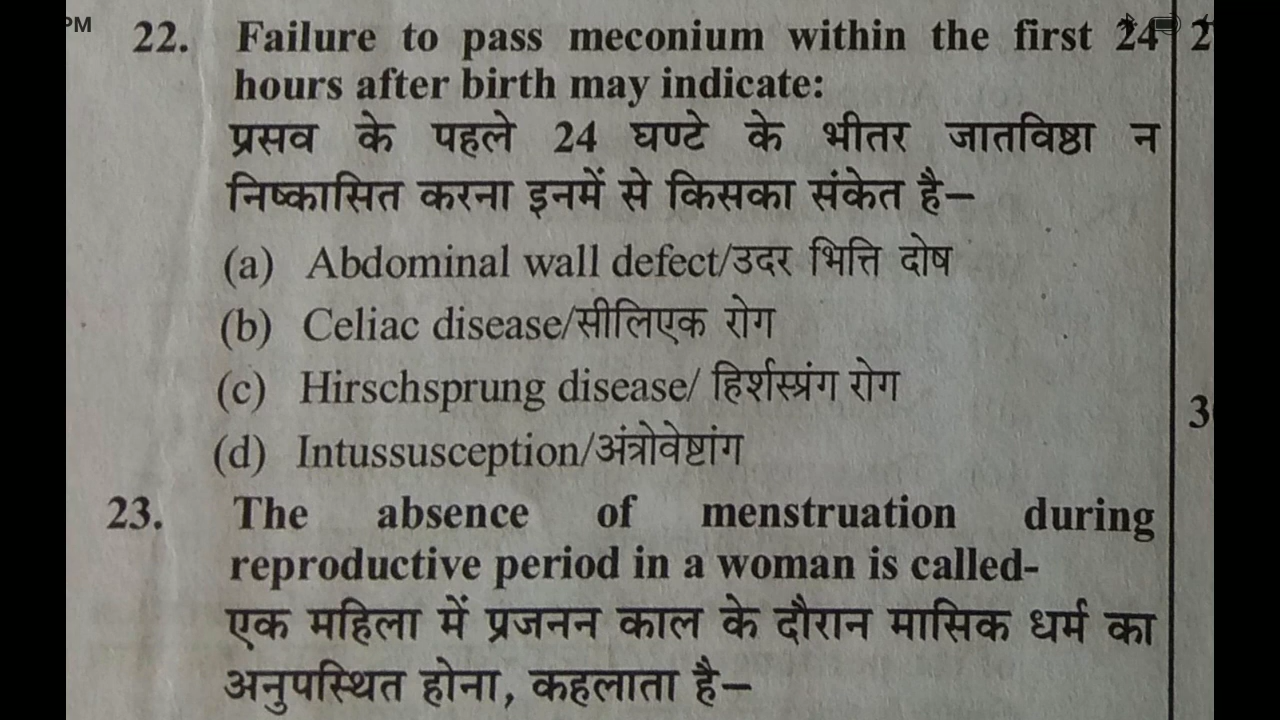 PM
22. Failure to pass meconium within the first 24
hours after birth may indicate:
प्रसव के पहले 24 घण्टे के भीतर जातविष्ठा न
निष्कासित करना इनमें से किसका संकेत है–
(a) Abdominal wall defect/उदर भित्ति दोष
(b) Celiac disease/सीलिएक रोग
(c) Hirschsprung disease/ हिर्शस्प्रंग रोग
(d) Intussusception/अंत्रोवेष्टांग
23. The absence of menstruation during
reproductive period in a woman is called-
एक महिला में प्रजनन काल के दौरान मासिक धर्म का
अनुपस्थित होना, कहलाता है–
2
3